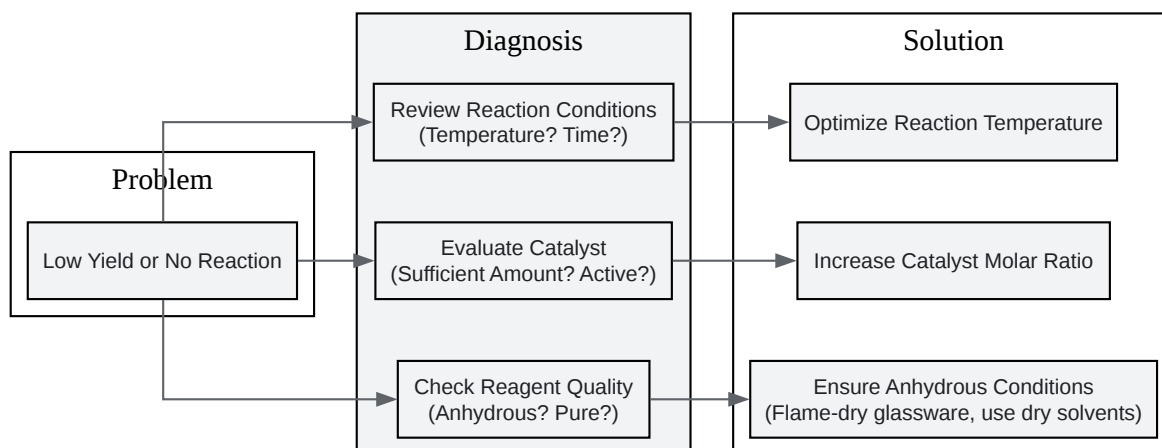 Diagnosis
Solution
Review Reaction Conditions
(Temperature? Time?)
Optimize Reaction Temperature
Problem
Low Yield or No Reaction
Evaluate Catalyst
(Sufficient Amount? Active?)
Increase Catalyst Molar Ratio
Check Reagent Quality
(Anhydrous? Pure?)
Ensure Anhydrous Conditions
(Flame-dry glassware, use dry solvents)